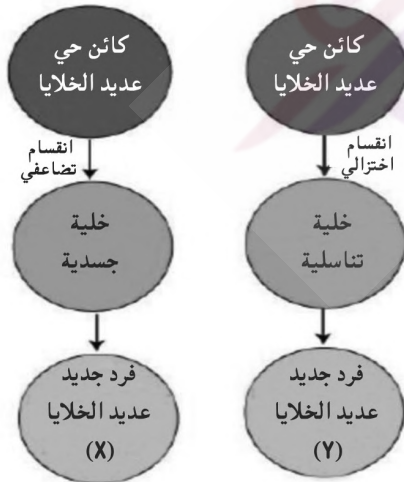 كائن حي
عديد الخلايا
انقسام
اختزالي
خلية
تناسلية
فرد جديد
عديد الخلايا
(Y)
كائن حي
عديد الخلايا
انقسام
تضاعفي
خلية
جسدية
فرد جديد
عديد الخلايا
(X)